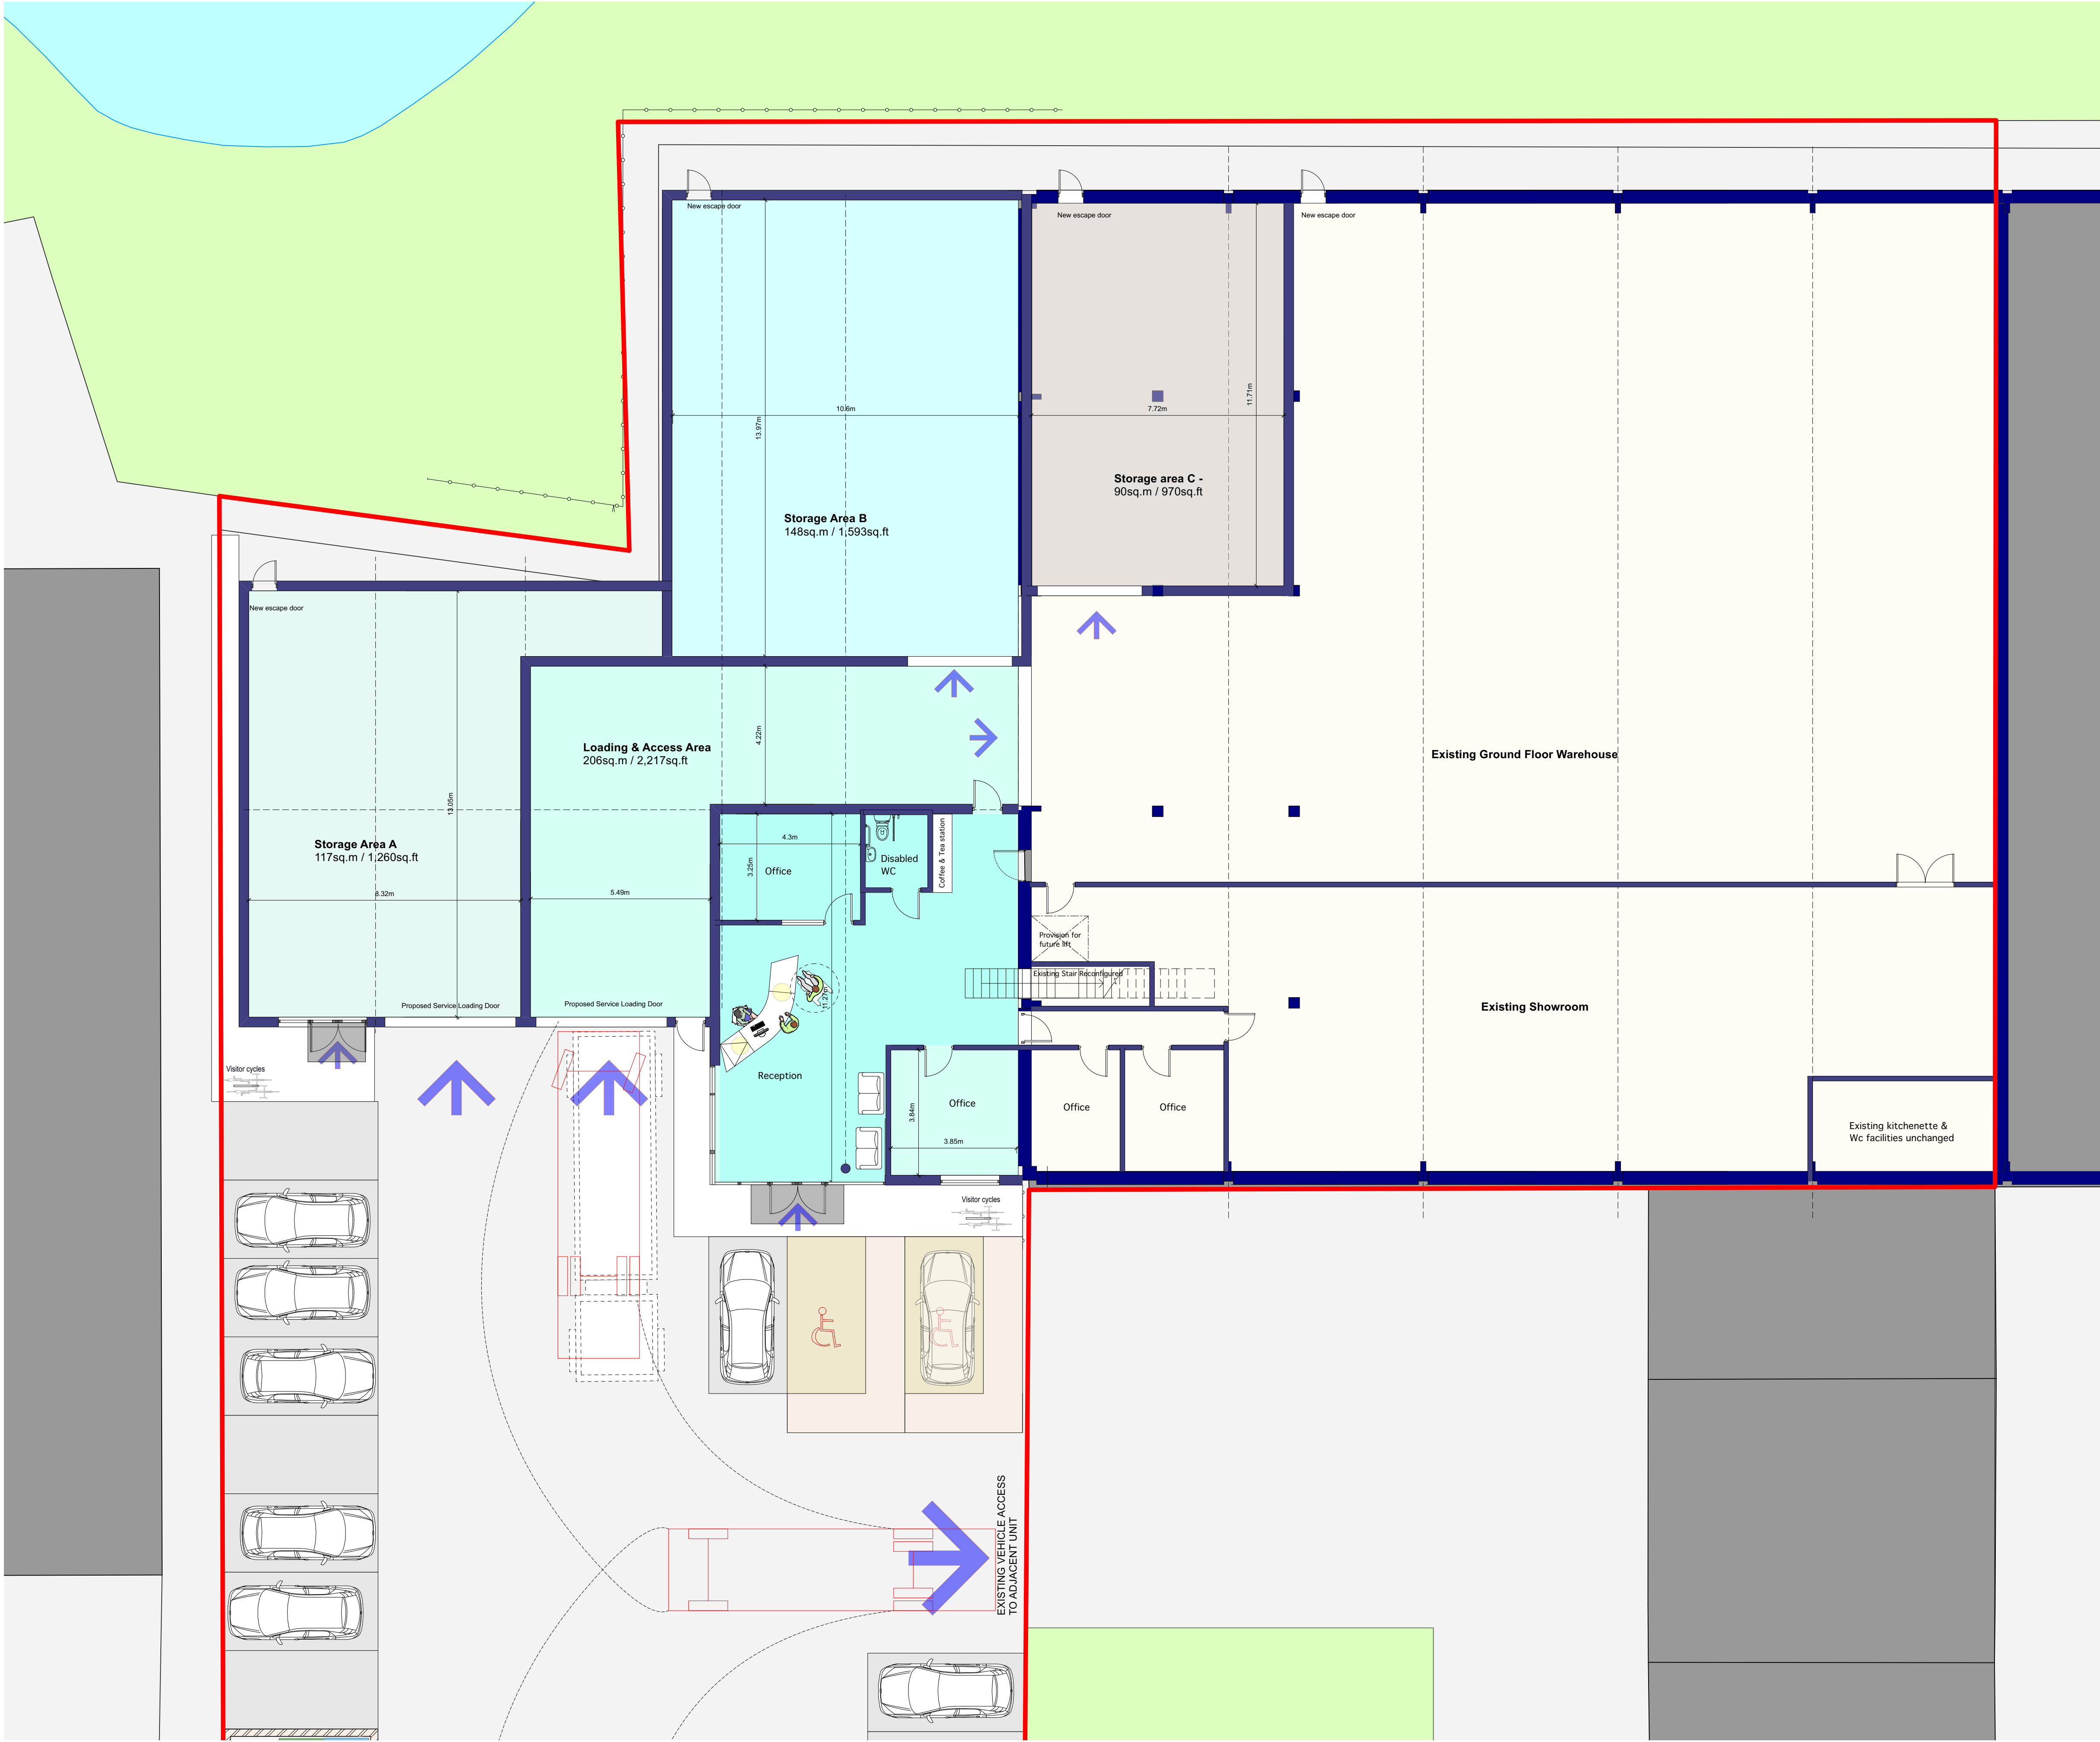 New escape door
New escape door
New escape door
10.6m
13.97m
7.72m
11.71m
Storage area C -
90sq.m / 970sq.ft
Storage Area B
148sq.m / 1,593sq.ft
New escape door
Loading & Access Area
206sq.m / 2,217sq.ft
4.22m
Existing Ground Floor Warehouse
13.05m
Storage Area A
117sq.m / 1,260sq.ft
8.32m
5.49m
4.3m
3.25m
Office
Disabled
WC
Coffee & Tea station
Provision for
future lift
Existing Stair Reconfigured
11.27m
Proposed Service Loading Door
Proposed Service Loading Door
Existing Showroom
Visitor cycles
Reception
Office
3.84m
3.85m
Office
Office
Existing kitchenette &
Wc facilities unchanged
Visitor cycles
EXISTING VEHICLE ACCESS
TO ADJACENT UNIT